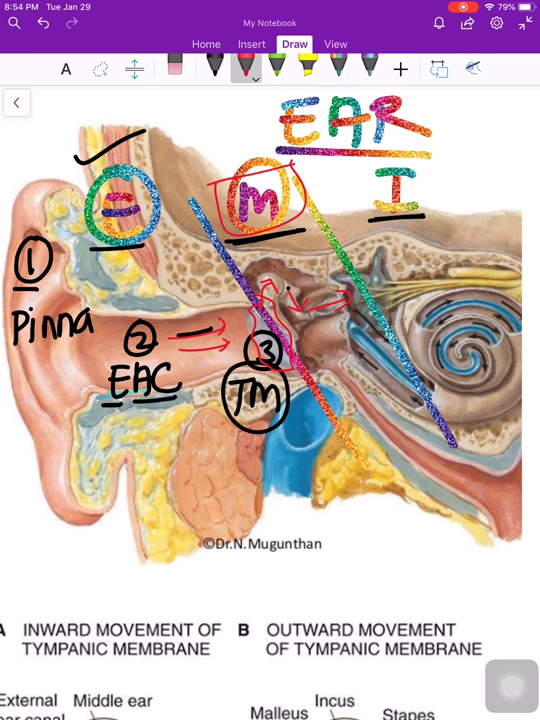 8:54 PM Tue Jan 29
79%
My Notebook
Home Insert Draw View
A
EAR
E
M
I
1
Pinna
2
EAC
3
TM
©Dr.N.Mugunthan
A INWARD MOVEMENT OF
TYMPANIC MEMBRANE
B OUTWARD MOVEMENT
OF TYMPANIC MEMBRANE
External
ear canal
Middle ear
Malleus
Incus
Stapes